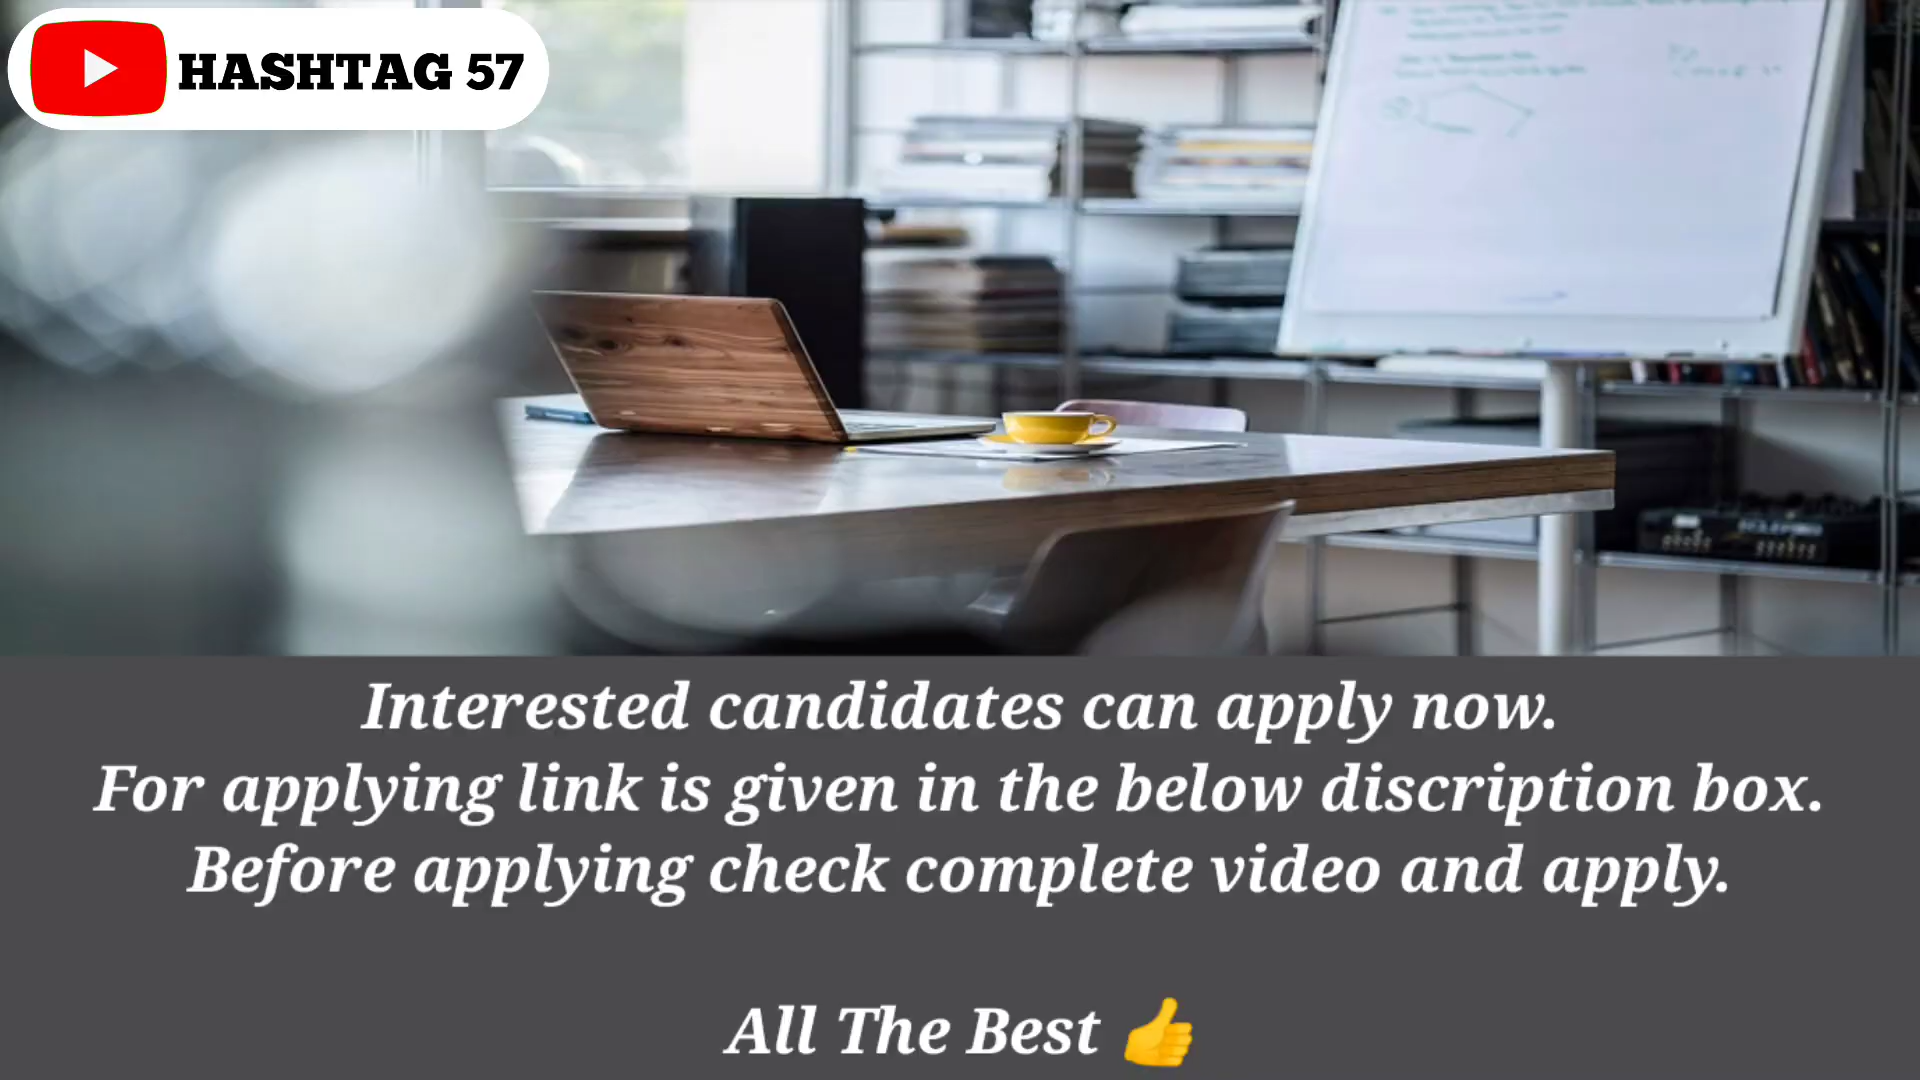 HASHTAG 57
Interested candidates can apply now.
For applying link is given in the below discription box.
Before applying check complete video and apply.
All The Best 👍